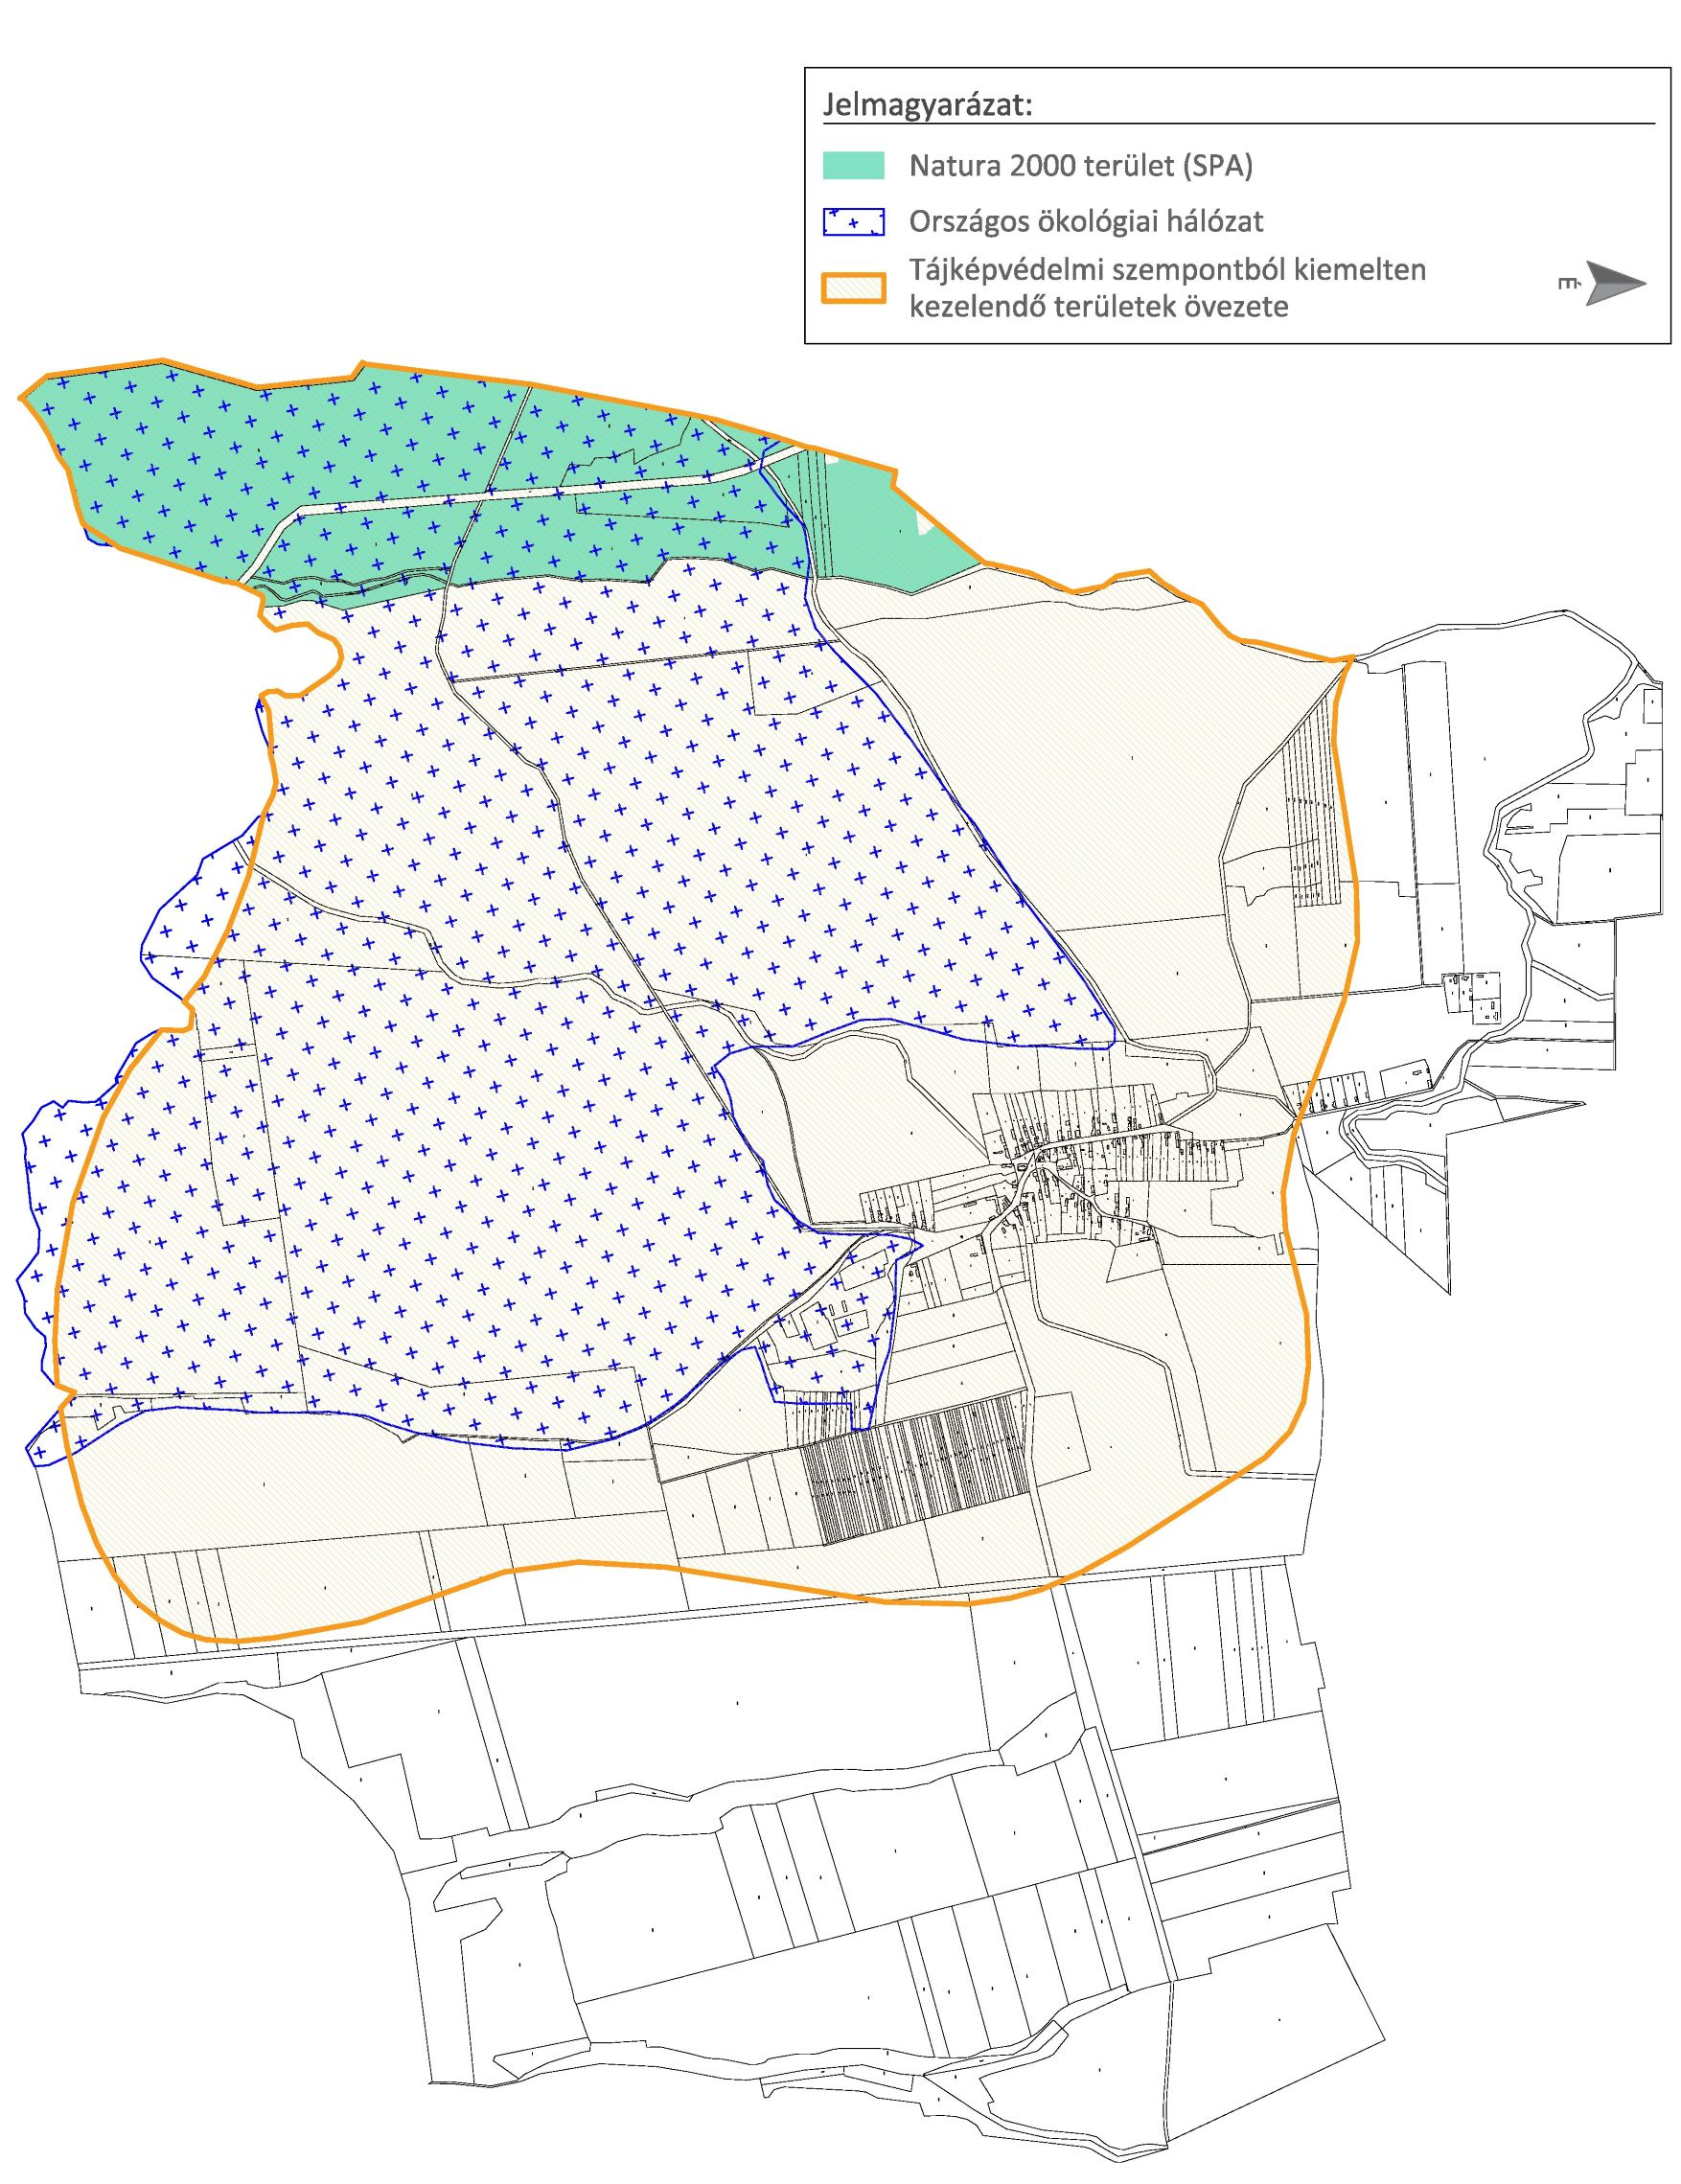 Jelmagyarázat:
Natura 2000 terület (SPA)
Országos ökológiai hálózat
Tájképvédelmi szempontból kiemelten
kezelendő területek övezete
É